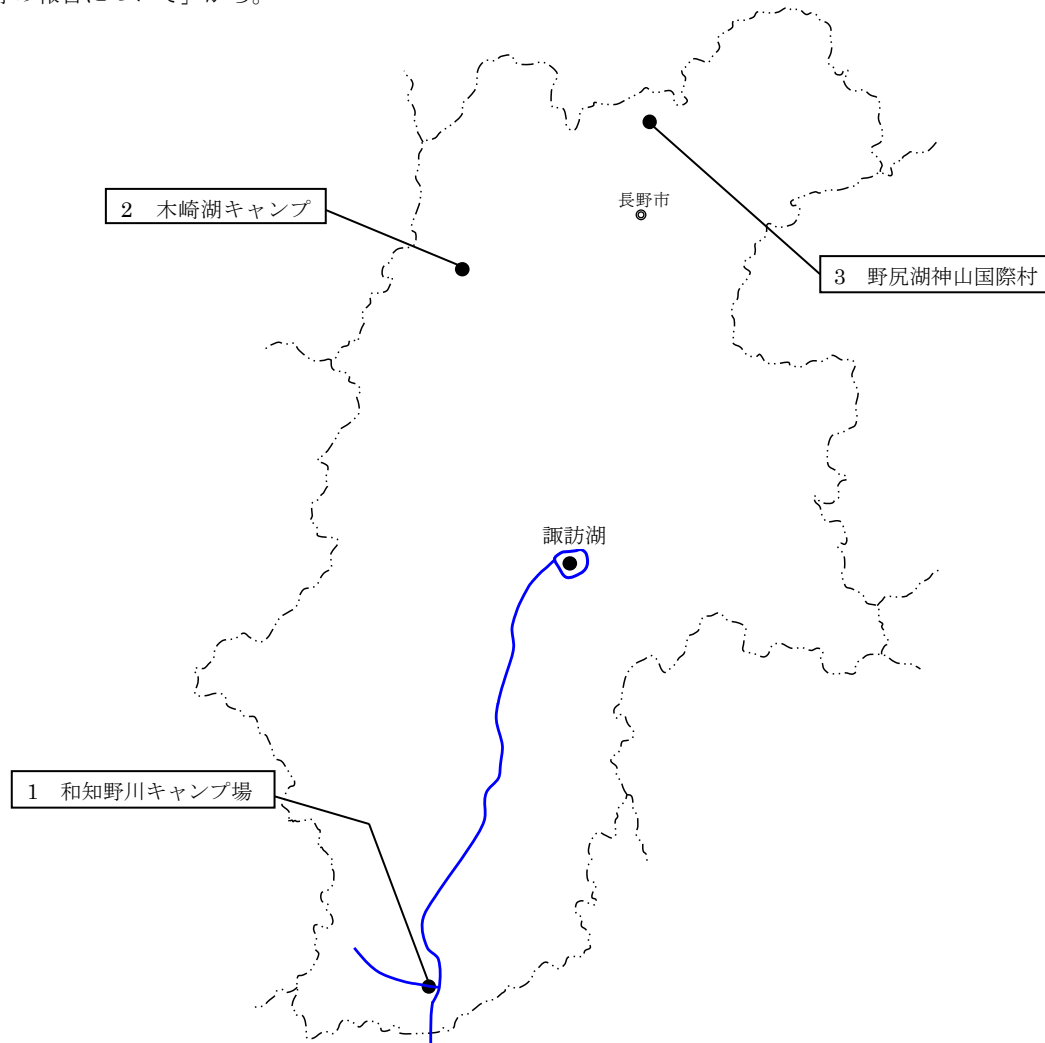 の報告について」から。
長野市
2 木崎湖キャンプ
3 野尻湖神山国際村
諏訪湖
1 和知野川キャンプ場